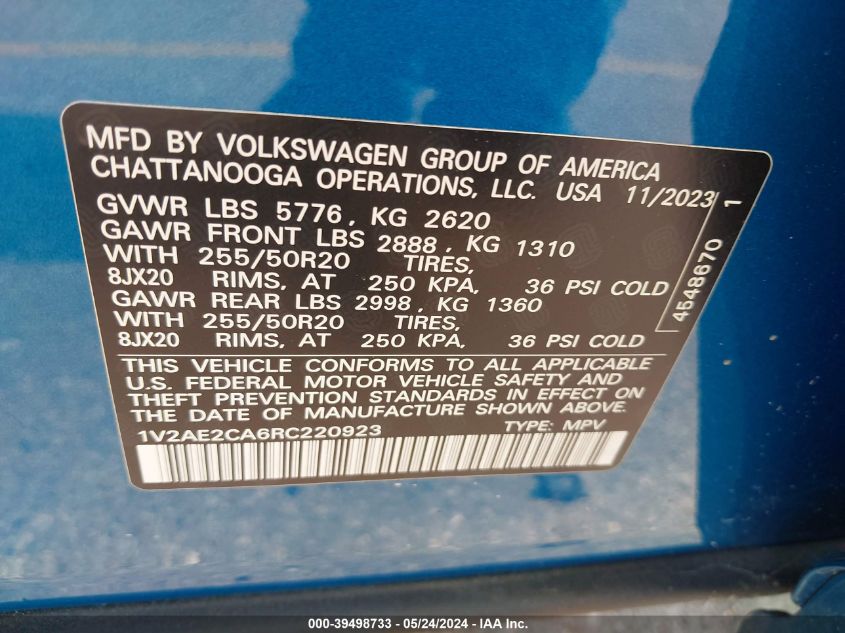 MFD BY VOLKSWAGEN GROUP OF AMERICA
CHATTANOOGA OPERATIONS, LLC. USA 11/2023
GVWR LBS 5776, KG 2620
GAWR FRONT LBS 2888, KG 1310
WITH 255/50R20 TIRES,
8JX20 RIMS, AT 250 KPA, 36 PSI COLD
GAWR REAR LBS 2998, KG 1360
WITH 255/50R20 TIRES,
8JX20 RIMS, AT 250 KPA, 36 PSI COLD
4548670 1
THIS VEHICLE CONFORMS TO ALL APPLICABLE
U.S. FEDERAL MOTOR VEHICLE SAFETY AND
THEFT PREVENTION STANDARDS IN EFFECT ON
THE DATE OF MANUFACTURE SHOWN ABOVE.
1V2AE2CA6RC220923 TYPE: MPV
000-39498733 - 05/24/2024 - IAA Inc.